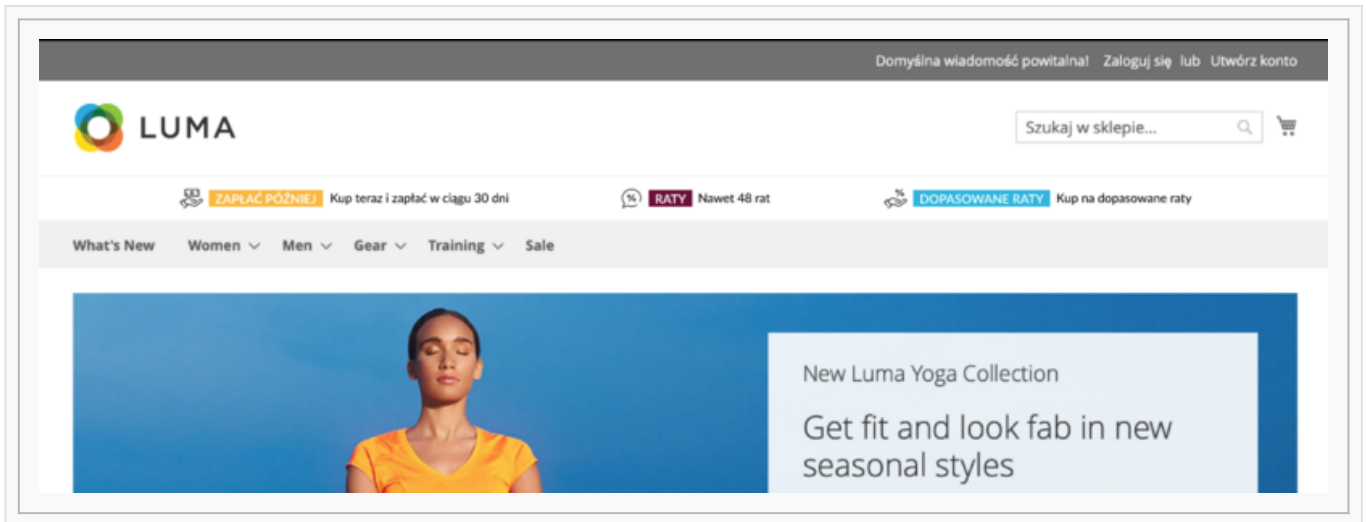 Domyślna wiadomość powitalna! Zaloguj się lub Utwórz konto
LUMA
Szukaj w sklepie...
ZAPŁAĆ PÓŹNIEJ Kup teraz i zapłać w ciągu 30 dni RATY Nawet 48 rat DOPASOWANE RATY Kup na dopasowane raty
What's New Women Men Gear Training Sale
New Luma Yoga Collection
Get fit and look fab in new
seasonal styles